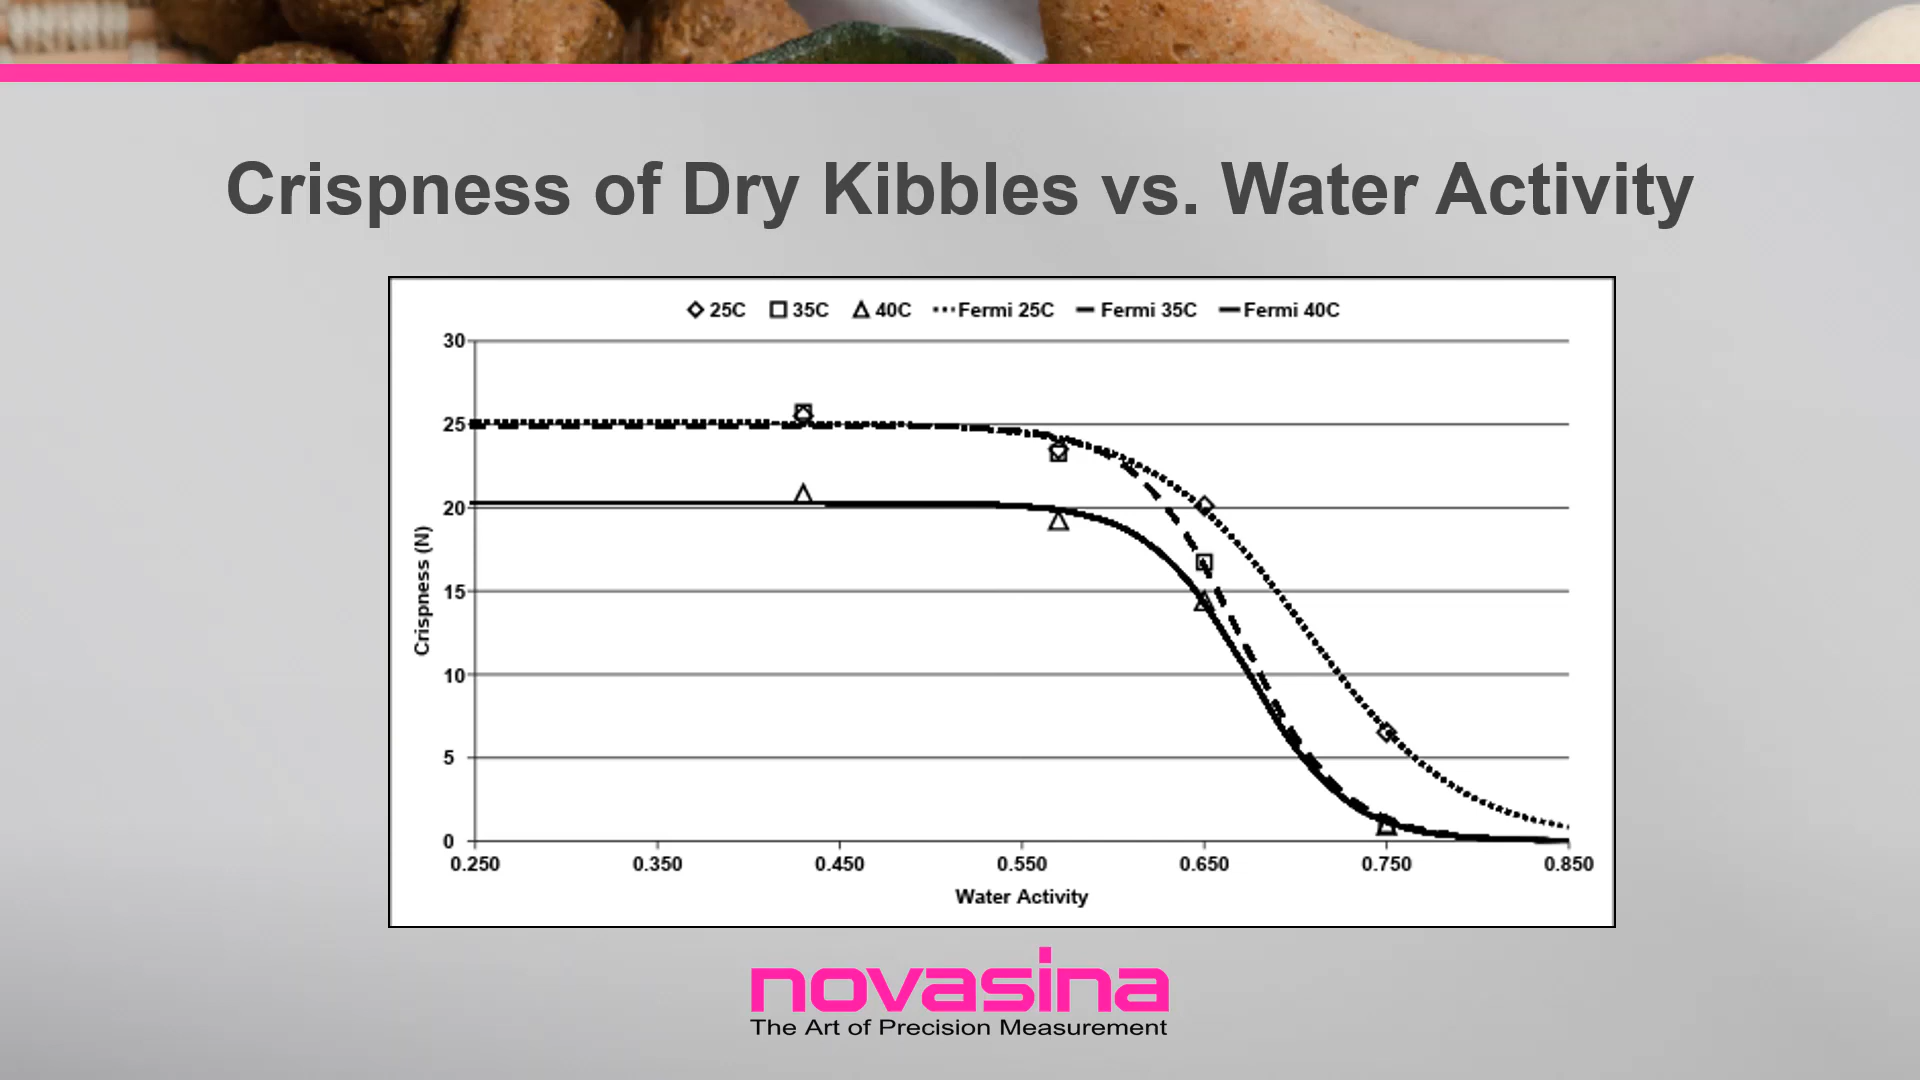 Crispness of Dry Kibbles vs. Water Activity
25C 35C 40C Fermi 25C Fermi 35C Fermi 40C
30
25
20
15
10
5
0
Crispness (N)
0.250 0.350 0.450 0.550 0.650 0.750 0.850
Water Activity
novasina
The Art of Precision Measurement